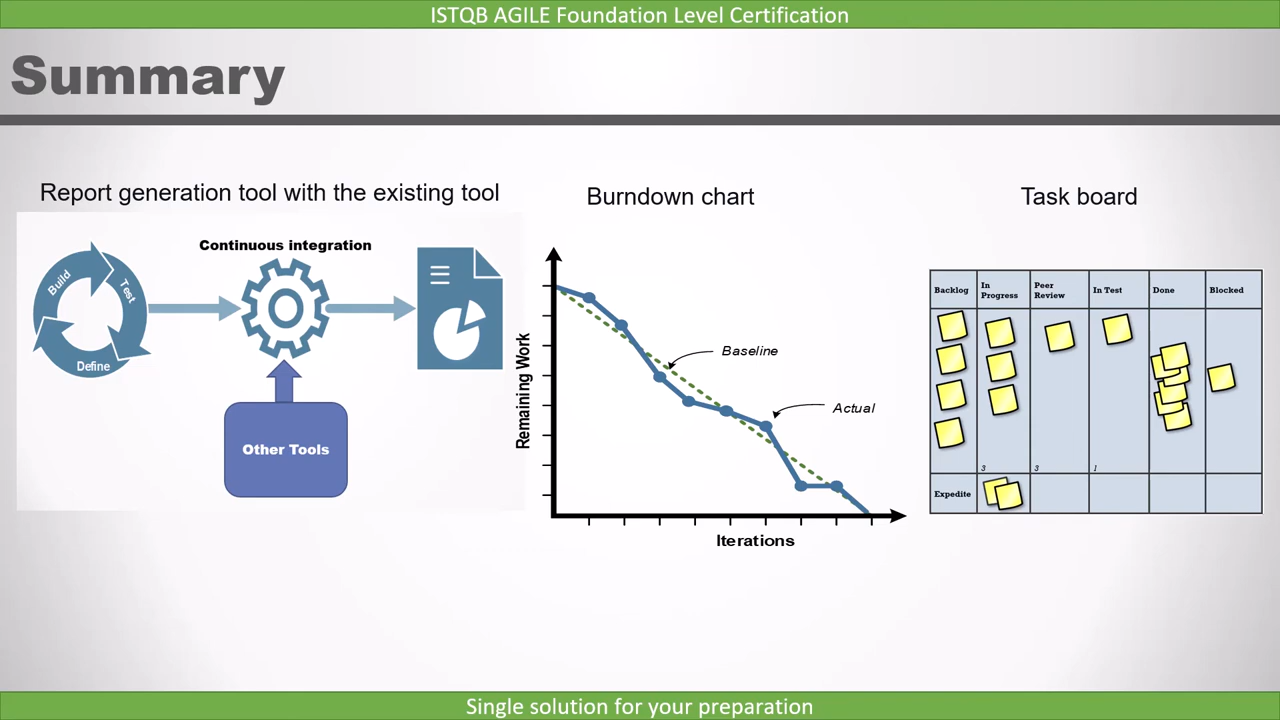 ISTQB AGILE Foundation Level Certification
Summary
Report generation tool with the existing tool
Continuous integration
Build
Test
Define
Other Tools
Burndown chart
Remaining Work
Baseline
Actual
Iterations
Task board
Backlog
In
Progress
Peer
Review
In Test
Done
Blocked
3
3
1
Expedite
Single solution for your preparation